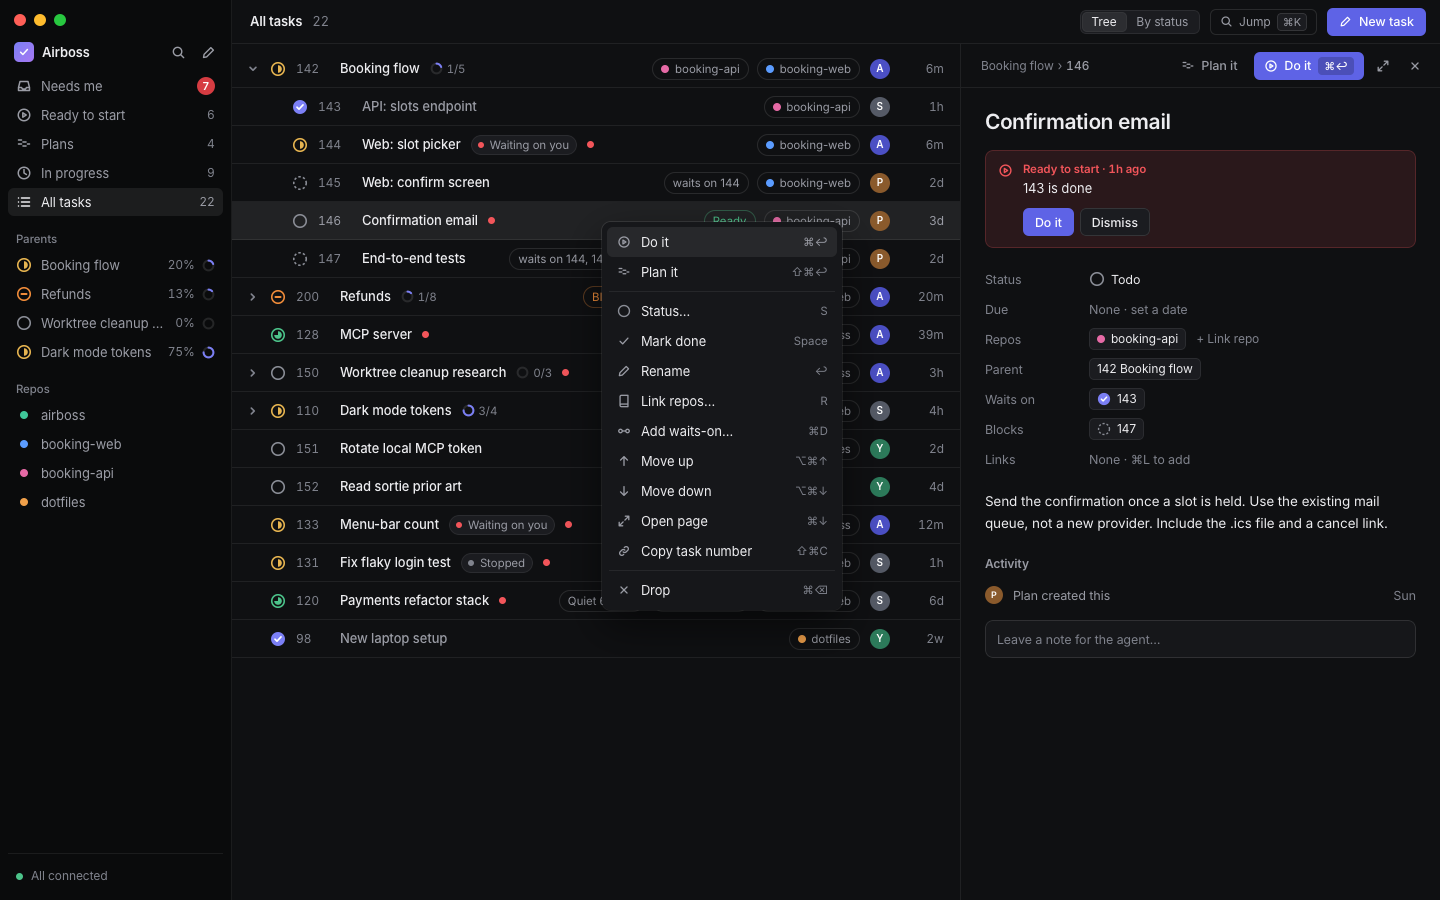 Airboss
Needs me 7
Ready to start 6
Plans 4
In progress 9
All tasks 22
Parents
Booking flow 20%
Refunds 13%
Worktree cleanup ... 0%
Dark mode tokens 75%
Repos
airboss
booking-web
booking-api
dotfiles
All connected
All tasks 22
Tree By status
Jump ⌘K
New task
142 Booking flow 1/5 booking-api booking-web A 6m
143 API: slots endpoint booking-api S 1h
144 Web: slot picker Waiting on you booking-web A 6m
145 Web: confirm screen waits on 144 booking-web P 2d
146 Confirmation email Ready booking-api P 3d
147 End-to-end tests waits on 144, P 2d
200 Refunds 1/8 A 20m
128 MCP server A 39m
150 Worktree cleanup research 0/3 A 3h
110 Dark mode tokens 3/4 S 4h
151 Rotate local MCP token Y 2d
152 Read sortie prior art Y 4d
133 Menu-bar count Waiting on you A 12m
131 Fix flaky login test Stopped S 1h
120 Payments refactor stack Quiet S 6d
98 New laptop setup dotfiles Y 2w
Do it ⌘↩
Plan it ⇧⌘↩
Status... S
Mark done Space
Rename ↩
Link repos... R
Add waits-on... ⌘D
Move up ⌥⌘↑
Move down ⌥⌘↓
Open page ⌘↓
Copy task number ⇧⌘C
Drop ⌘⌫
Booking flow › 146
Plan it
Do it ⌘↩
Confirmation email
Ready to start · 1h ago
143 is done
Do it Dismiss
Status Todo
Due None · set a date
Repos booking-api + Link repo
Parent 142 Booking flow
Waits on 143
Blocks 147
Links None · ⌘L to add
Send the confirmation once a slot is held. Use the existing mail
queue, not a new provider. Include the .ics file and a cancel link.
Activity
P Plan created this Sun
Leave a note for the agent...